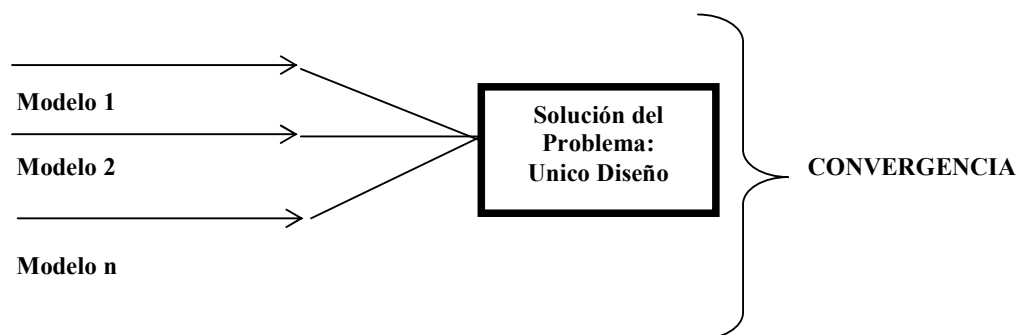 Modelo 1
Modelo 2
Modelo n
Solución del
Problema:
Unico Diseño
CONVERGENCIA